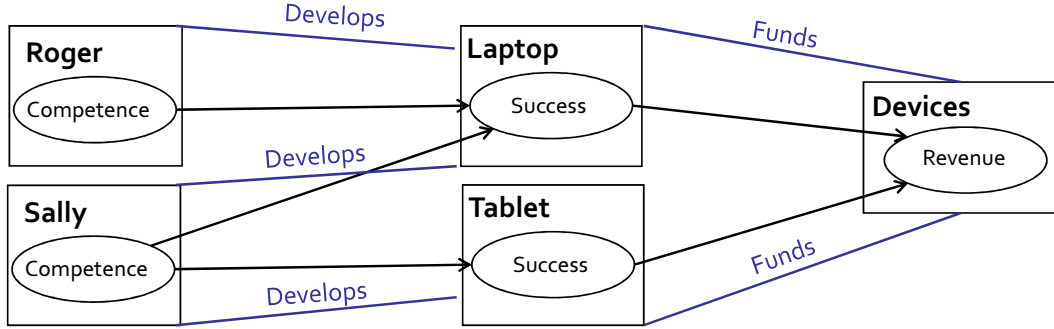 Develops
Roger
Competence
Laptop
Success
Funds
Devices
Revenue
Develops
Sally
Competence
Tablet
Success
Develops
Funds